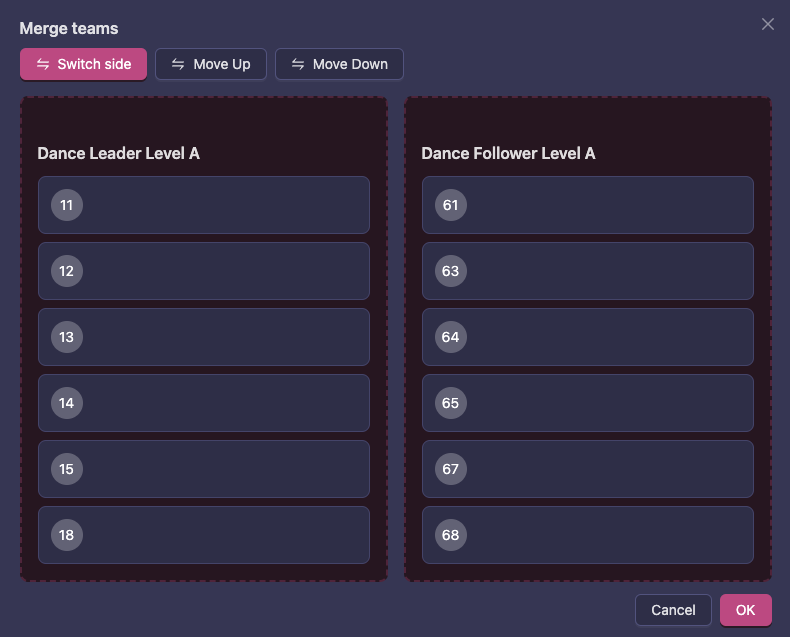 Merge teams
Switch side
Move Up
Move Down
Dance Leader Level A
11
12
13
14
15
18
Dance Follower Level A
61
63
64
65
67
68
Cancel
OK